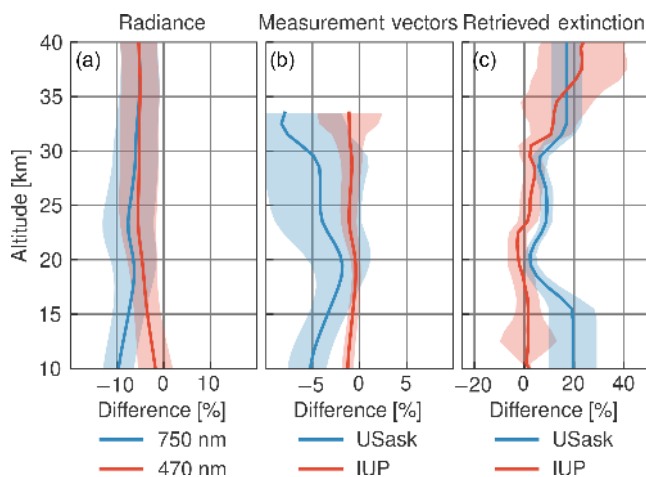 Radiance Measurement vectors Retrieved extinction
(a) (b) (c)
40
35
30
25
20
15
10
Altitude [km]
−10 0 10 −5 0 5 −20 0 20 40
Difference [%] Difference [%] Difference [%]
750 nm USask USask
470 nm IUP IUP